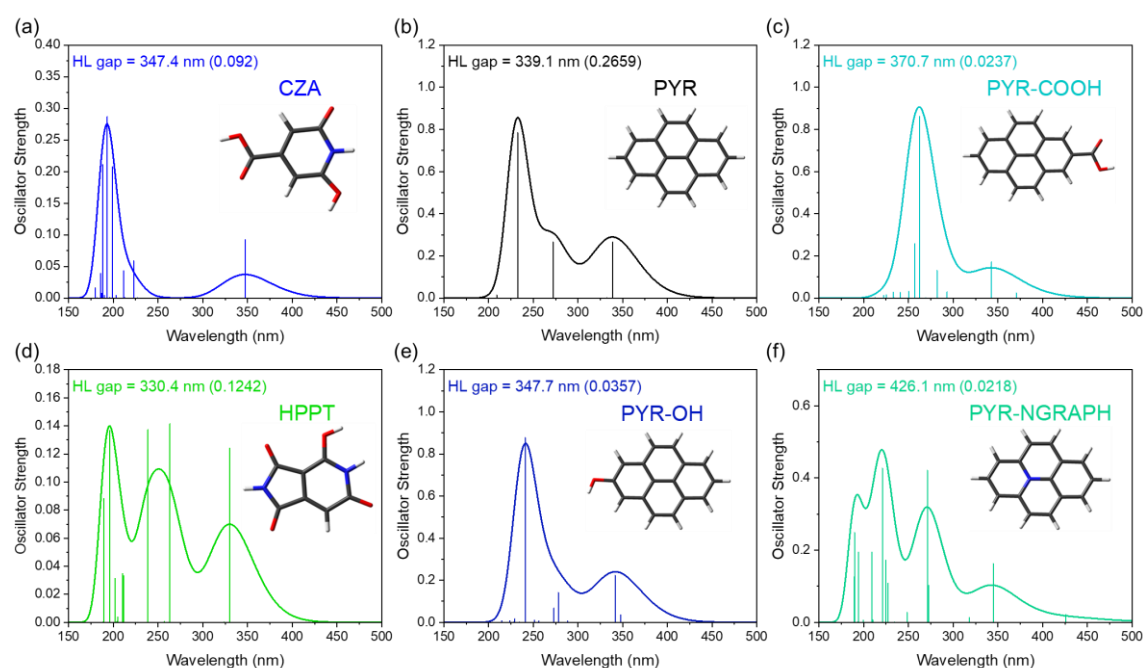 (a)
HL gap = 347.4 nm (0.092)
CZA
Oscillator Strength
0.40
0.35
0.30
0.25
0.20
0.15
0.10
0.05
0.00
150 200 250 300 350 400 450 500
Wavelength (nm)
(b)
HL gap = 339.1 nm (0.2659)
PYR
Oscillator Strength
1.2
1.0
0.8
0.6
0.4
0.2
0.0
150 200 250 300 350 400 450 500
Wavelength (nm)
(c)
HL gap = 370.7 nm (0.0237)
PYR-COOH
Oscillator Strength
1.2
1.0
0.8
0.6
0.4
0.2
0.0
150 200 250 300 350 400 450 500
Wavelength (nm)
(d)
HL gap = 330.4 nm (0.1242)
HPPT
Oscillator Strength
0.18
0.16
0.14
0.12
0.10
0.08
0.06
0.04
0.02
0.00
150 200 250 300 350 400 450 500
Wavelength (nm)
(e)
HL gap = 347.7 nm (0.0357)
PYR-OH
Oscillator Strength
1.2
1.0
0.8
0.6
0.4
0.2
0.0
150 200 250 300 350 400 450 500
Wavelength (nm)
(f)
HL gap = 426.1 nm (0.0218)
PYR-NGRAPH
Oscillator Strength
0.6
0.4
0.2
0.0
150 200 250 300 350 400 450 500
Wavelength (nm)